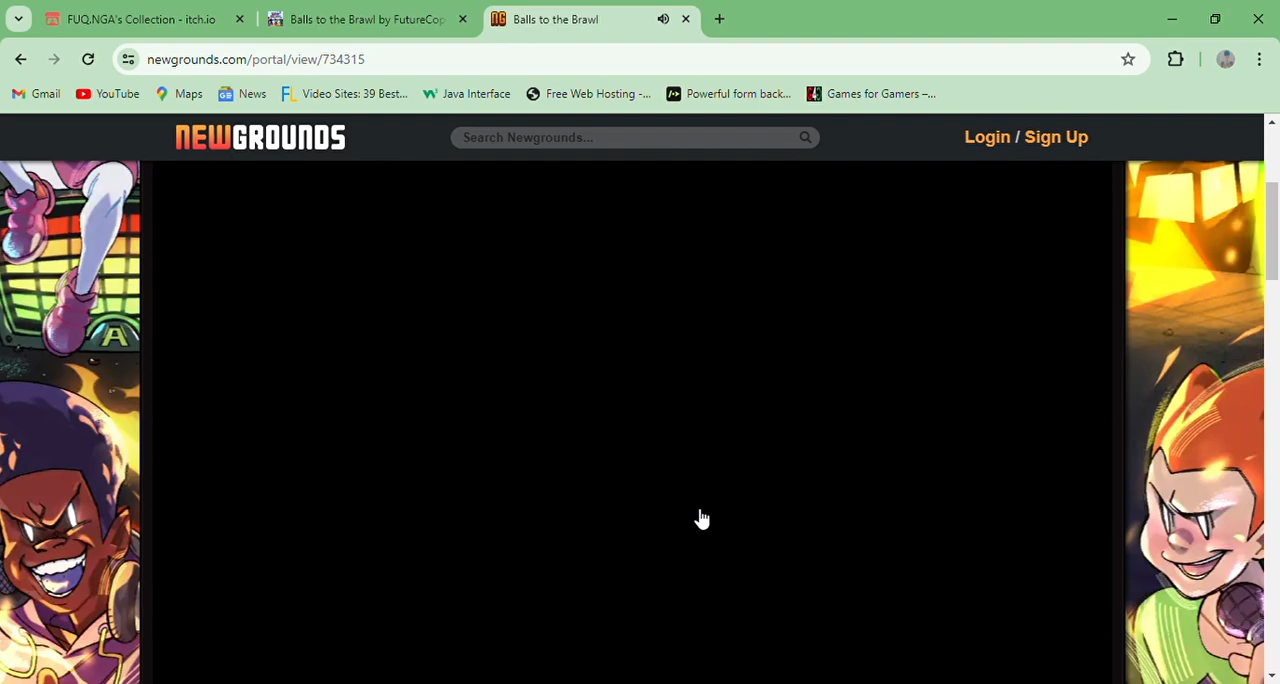 FUQ.NGA's Collection - itch.io
Balls to the Brawl by FutureCop
Balls to the Brawl
newgrounds.com/portal/view/734315
Gmail
YouTube
Maps
News
Video Sites: 39 Best...
Java Interface
Free Web Hosting -...
Powerful form back...
Games for Gamers –...
NEWGROUNDS
Search Newgrounds...
Login / Sign Up
A